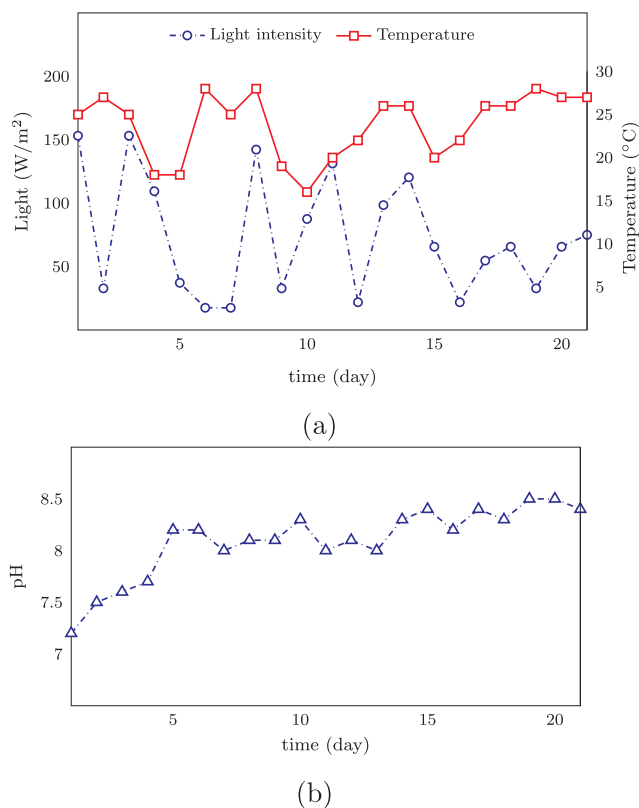 Light intensity Temperature
200
150
100
50
Light (W/m²)
30
25
20
15
10
5
Temperature (°C)
5 10 15 20
time (day)
(a)
8.5
8
7.5
7
pH
5 10 15 20
time (day)
(b)